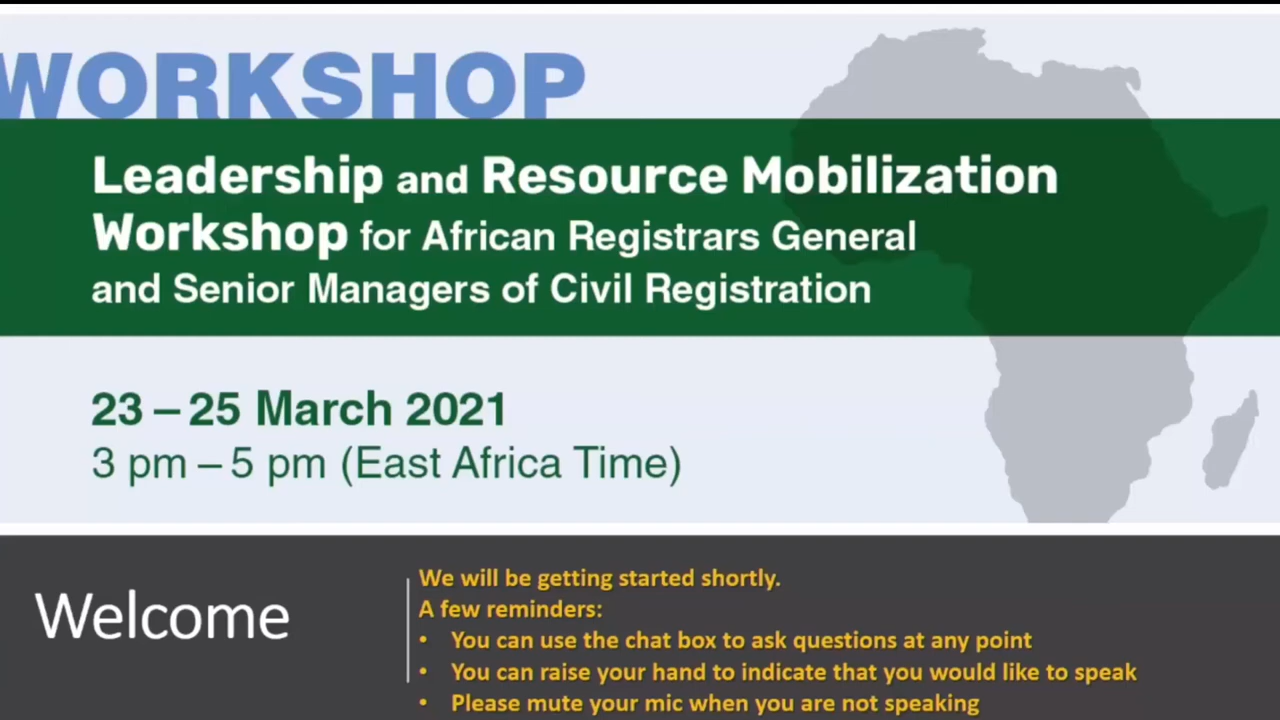 WORKSHOP
Leadership and Resource Mobilization
Workshop for African Registrars General
and Senior Managers of Civil Registration
23 – 25 March 2021
3 pm – 5 pm (East Africa Time)
Welcome
We will be getting started shortly.
A few reminders:
• You can use the chat box to ask questions at any point
• You can raise your hand to indicate that you would like to speak
• Please mute your mic when you are not speaking